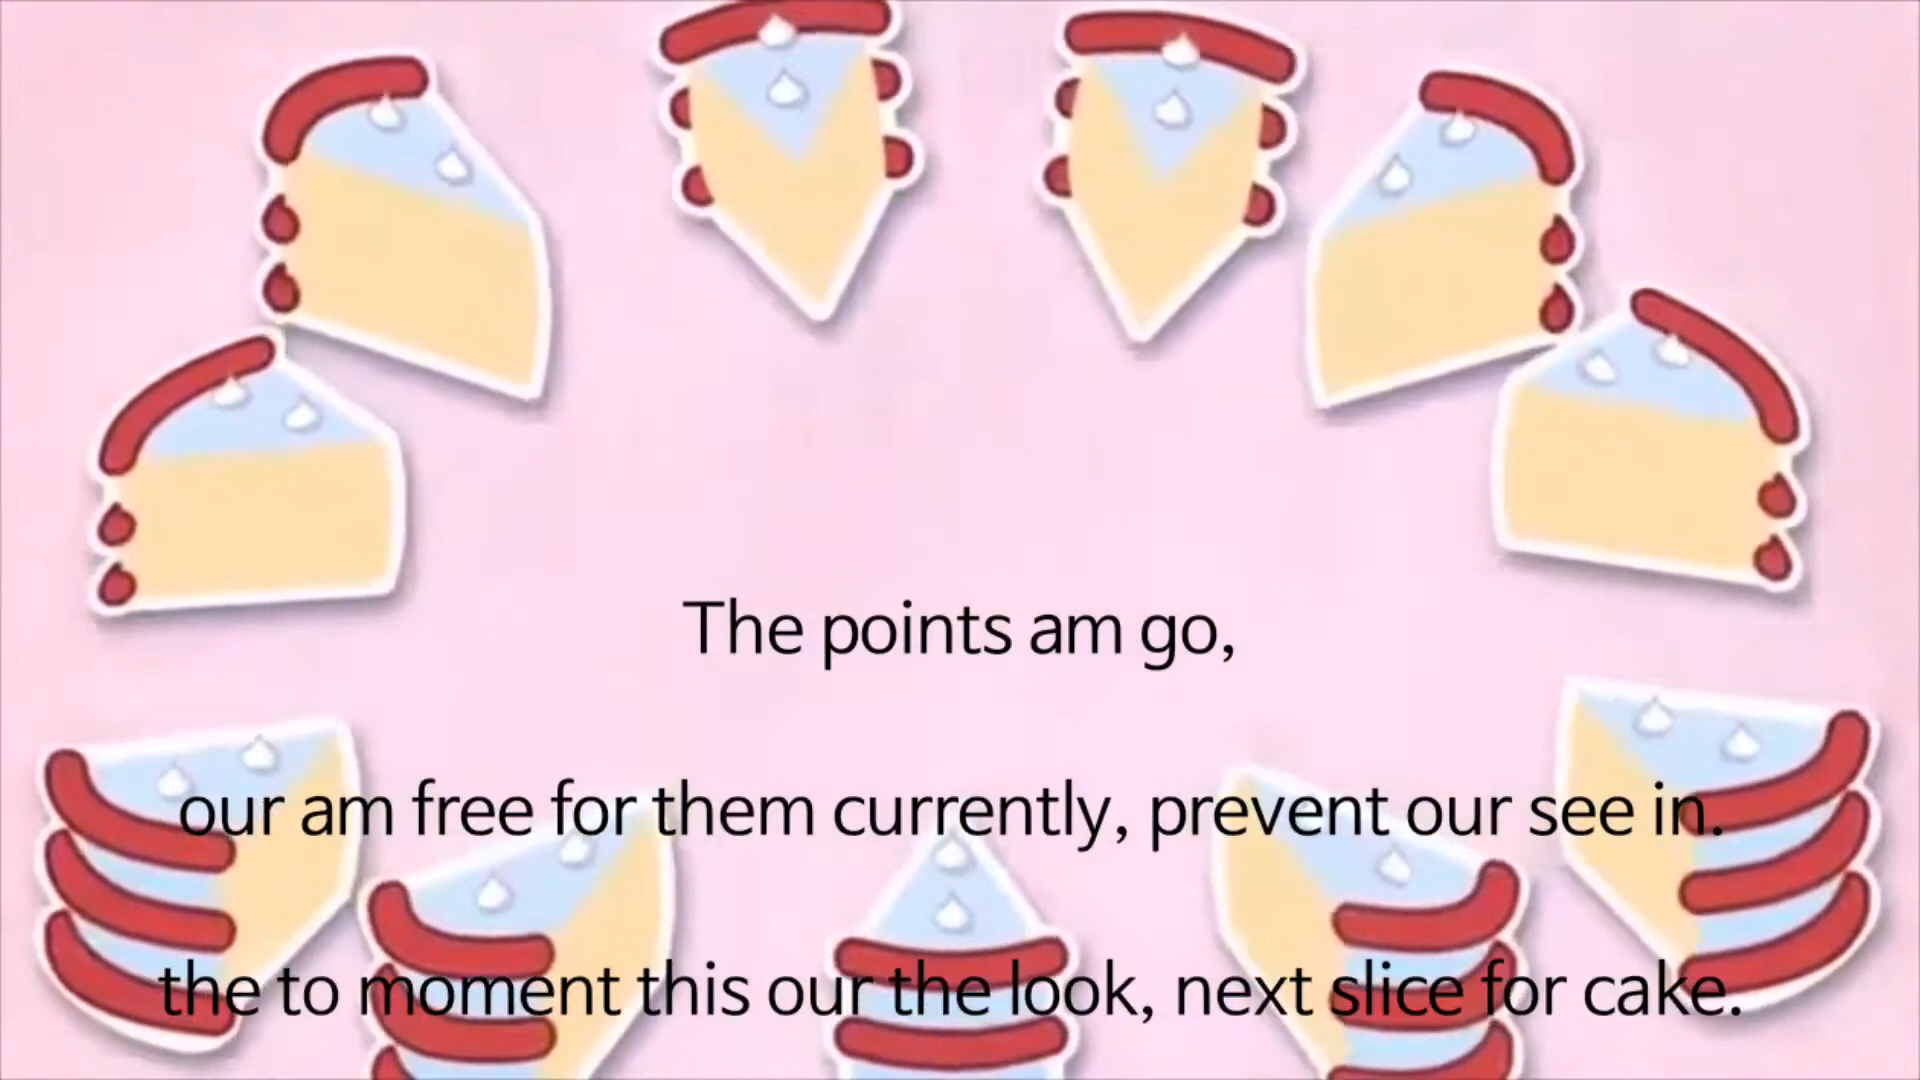 The points am go,
our am free for them currently, prevent our see in.
the to moment this our the look, next slice for cake.